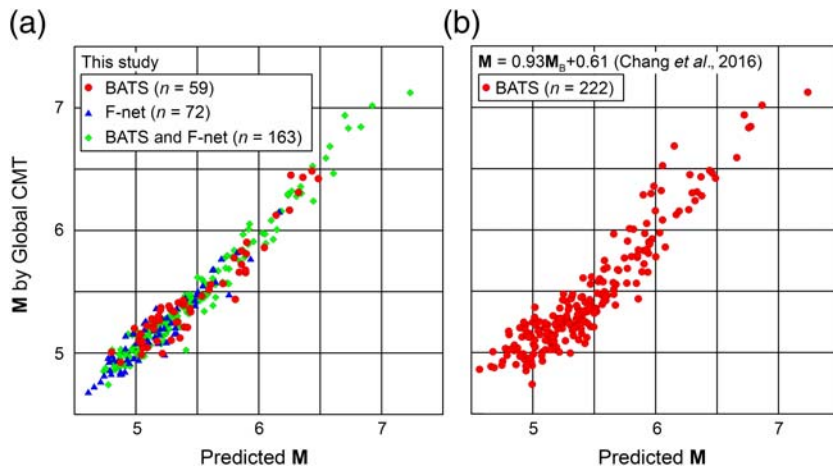 (a)
This study
BATS (n = 59)
F-net (n = 72)
BATS and F-net (n = 163)
7
6
5
M by Global CMT
5 6 7
Predicted M
(b)
M = 0.93M_B+0.61 (Chang et al., 2016)
BATS (n = 222)
5 6 7
Predicted M